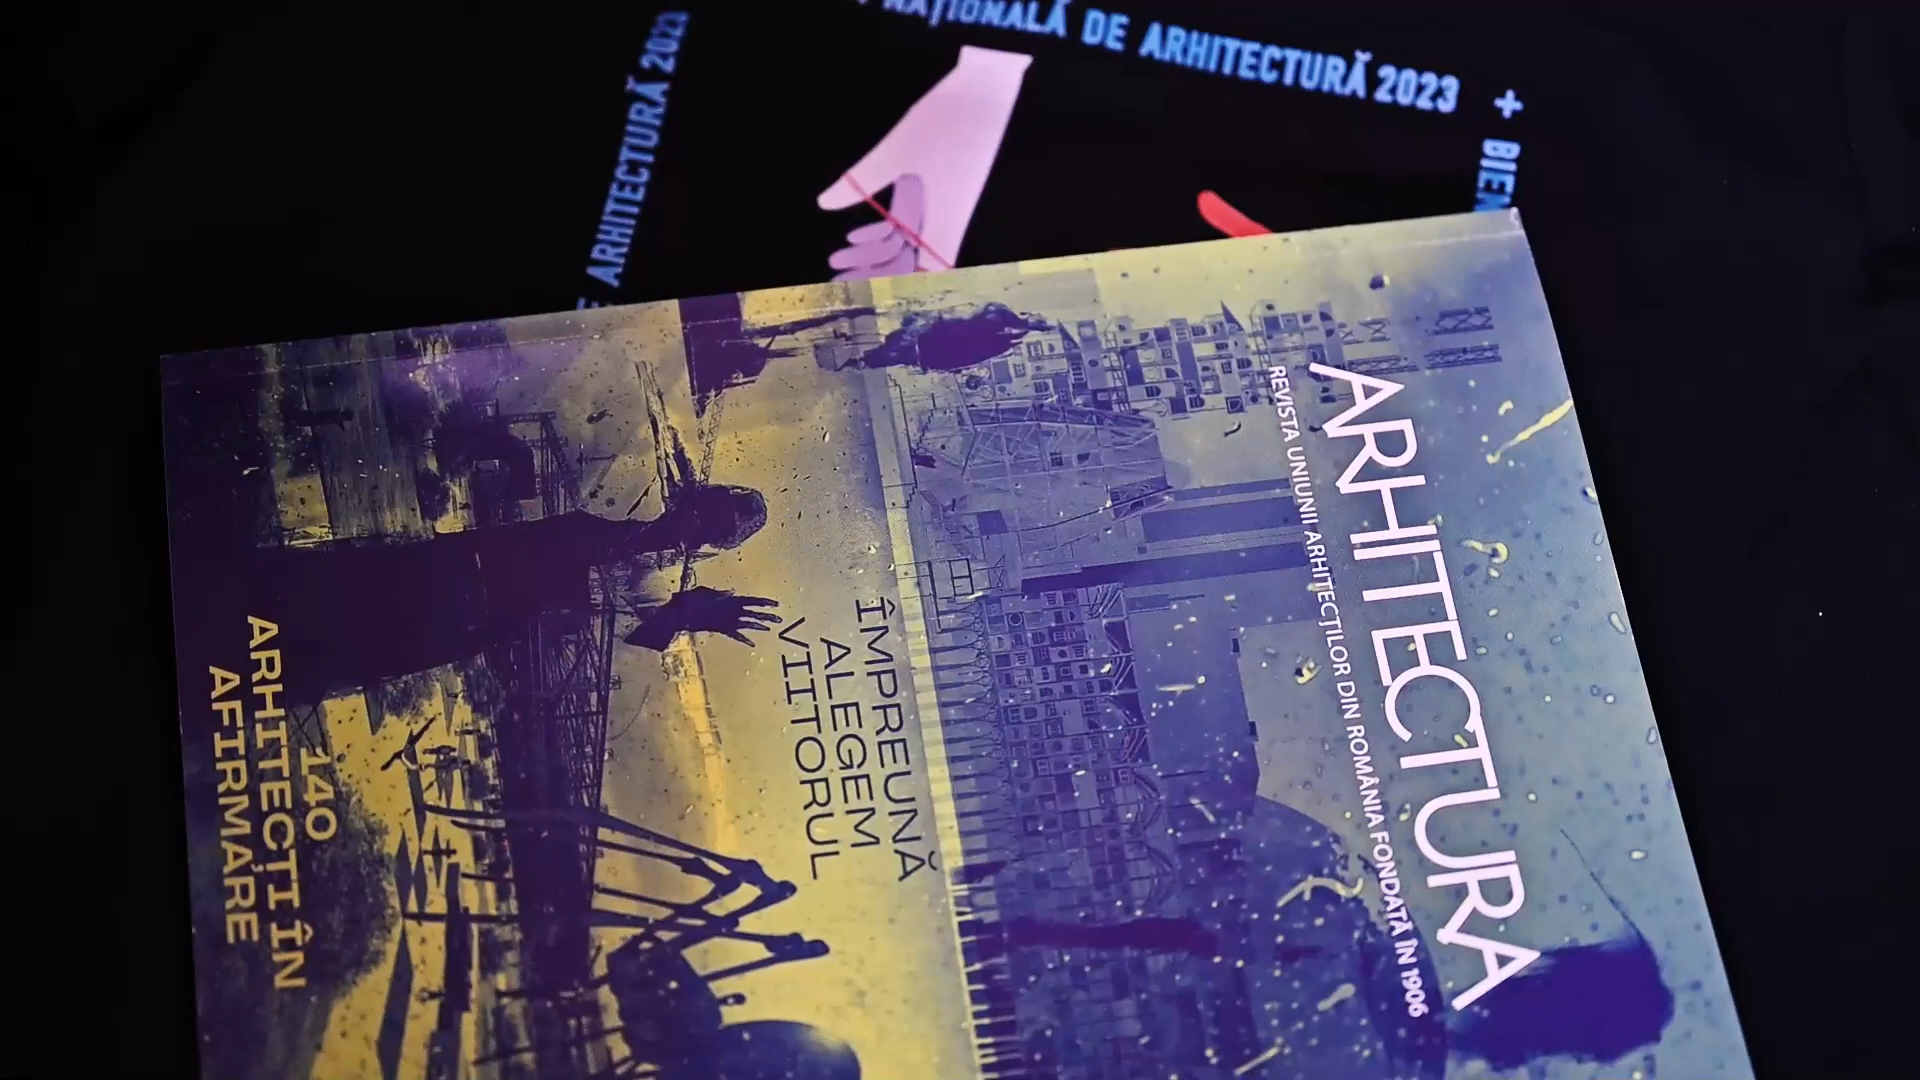 NAȚIONALĂ DE ARHITECTURĂ 2023 +
ARHITECTURĂ 2023
ARHITECTURA
REVISTA UNIUNII ARHITECȚILOR DIN ROMÂNIA FONDATĂ ÎN 1906
ÎMPREUNĂ
ALEGEM
VIITORUL
140
ARHITECȚI ÎN
AFIRMARE